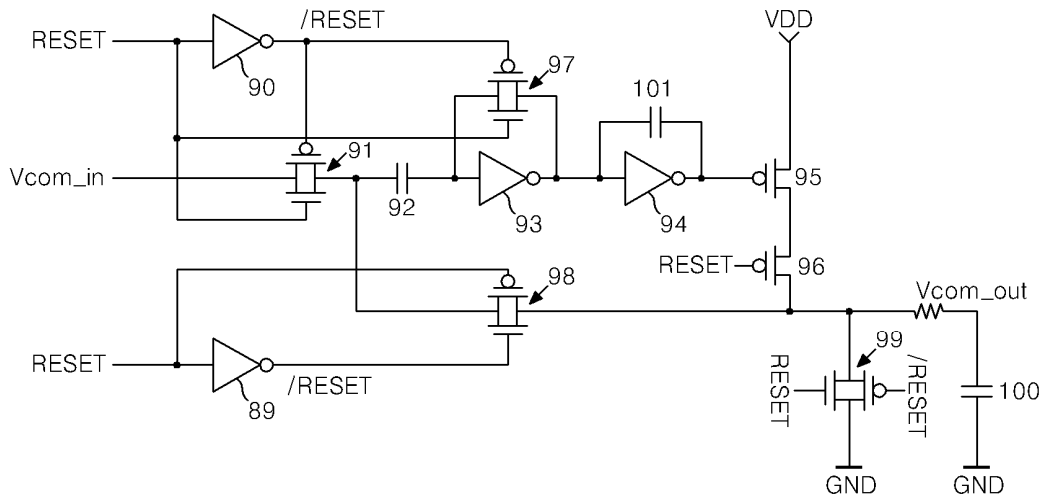 RESET
/RESET
VDD
90
97
101
91
Vcom_in
92
93
94
95
RESET
96
98
Vcom_out
RESET
/RESET
89
99
RESET
/RESET
100
GND
GND